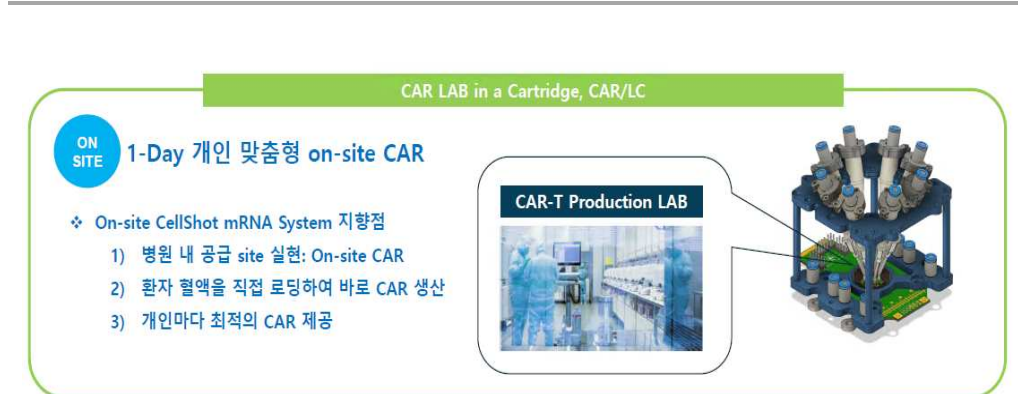 CAR LAB in a Cartridge, CAR/LC
ON
SITE
1-Day 개인 맞춤형 on-site CAR
❖ On-site CellShot mRNA System 지향점
1) 병원 내 공급 site 실현: On-site CAR
2) 환자 혈액을 직접 로딩하여 바로 CAR 생산
3) 개인마다 최적의 CAR 제공
CAR-T Production LAB